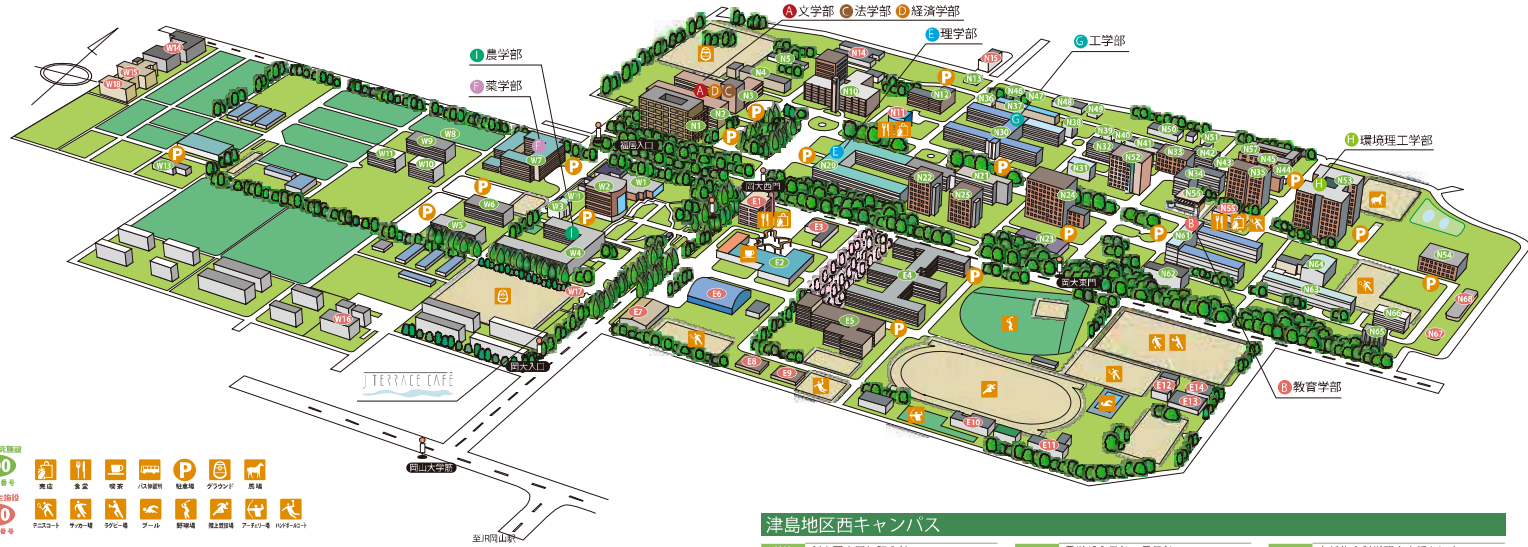 A文学部 C法学部 D経済学部
E理学部
G工学部
I農学部
F薬学部
H環境理工学部
B教育学部
福居入口
岡大西門
岡大東門
岡大入口
岡山大学筋
J TERRACE CAFÉ
至JR岡山駅
W14
W15
W18
W13
W11
W9
W8
W10
W7
F
W6
W5
W3
W2
W1
W4
I
W17
W16
N5
N4
N3
N2
N1
A D C
N14
N10
N12
N13
N15
N11
N36
N46
N47
N37
N48
N49
G
N30
N38
N39
N40
N41
N50
N51
N32
N52
N33
N42
N43
N57
N45
N44
N34
N35
N31
N20
E
N22
N21
N25
N24
N23
N55
B
N61
N62
N64
N63
N53
H
N54
N66
N65
N67
N68
E1
E2
E3
E4
E5
E6
E7
E8
E9
E10
E11
E12
E13
E14
P
売店 食堂 喫茶 バス停留所 駐車場 グラウンド 馬場
テニスコート サッカー場 ラグビー場 プール 野球場 陸上競技場 アーチェリー場 ハンドボールコート
津島地区西キャンパス